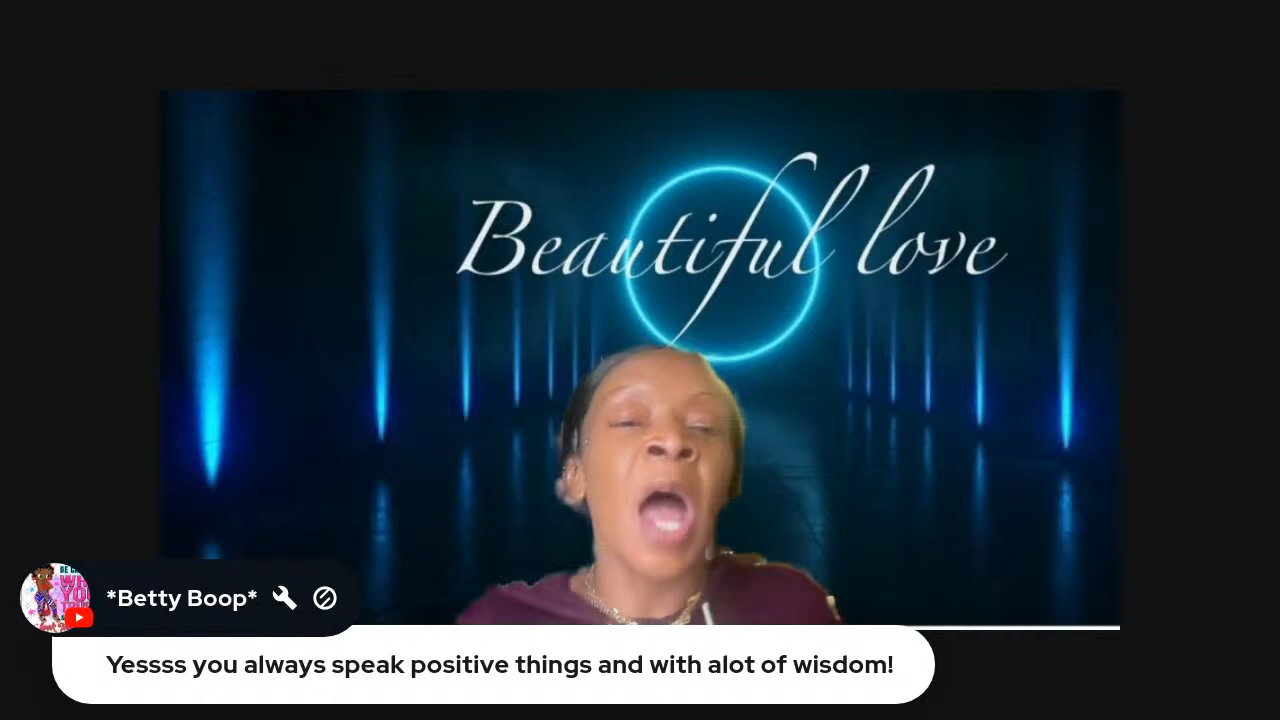 Beautiful love
*Betty Boop*
Yessss you always speak positive things and with alot of wisdom!